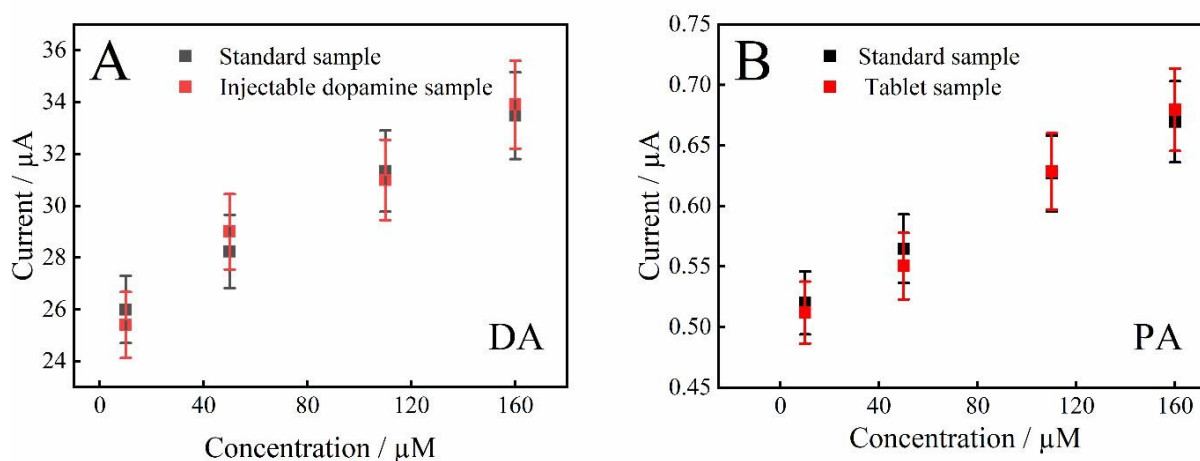 A
Standard sample
Injectable dopamine sample
36
34
32
30
28
26
24
Current / µA
DA
0
40
80
120
160
Concentration / µM
B
Standard sample
Tablet sample
0.75
0.70
0.65
0.60
0.55
0.50
0.45
Current / µA
PA
0
40
80
120
160
Concentration / µM